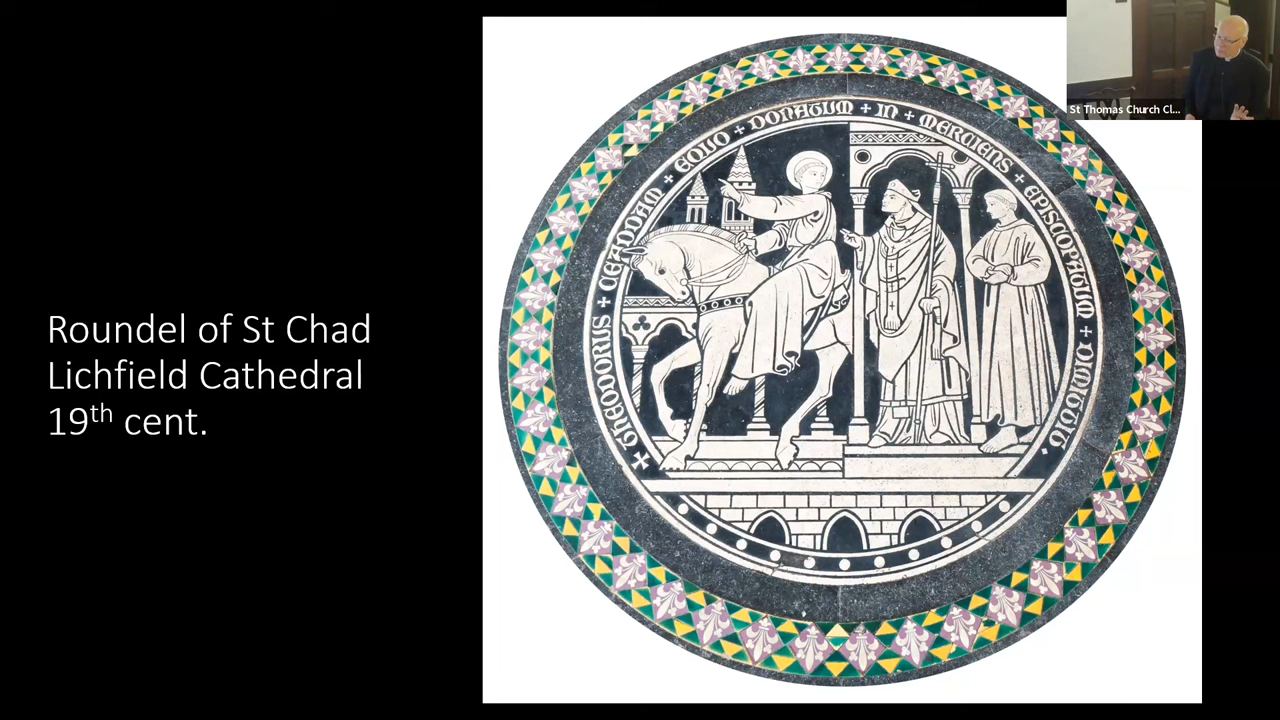 Roundel of St Chad
Lichfield Cathedral
19th cent.
✠ THEODORUS + CEADDAM + EQUO + DONATUM + IN + MERCIENS + EPISCOPATUM + DIMITTIT.
St Thomas Church Cl...